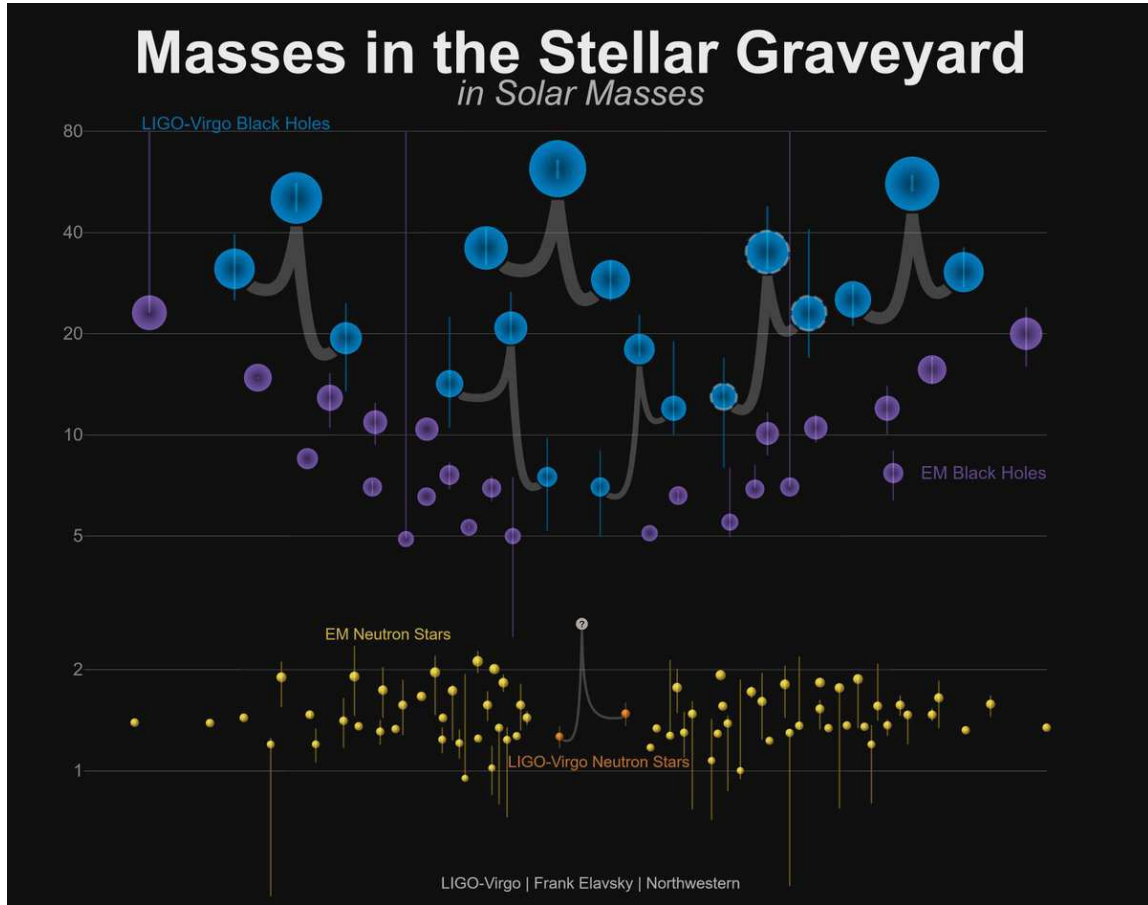 Masses in the Stellar Graveyard
in Solar Masses
LIGO-Virgo Black Holes
80
40
20
10
EM Black Holes
5
EM Neutron Stars
?
2
LIGO-Virgo Neutron Stars
1
LIGO-Virgo | Frank Elavsky | Northwestern